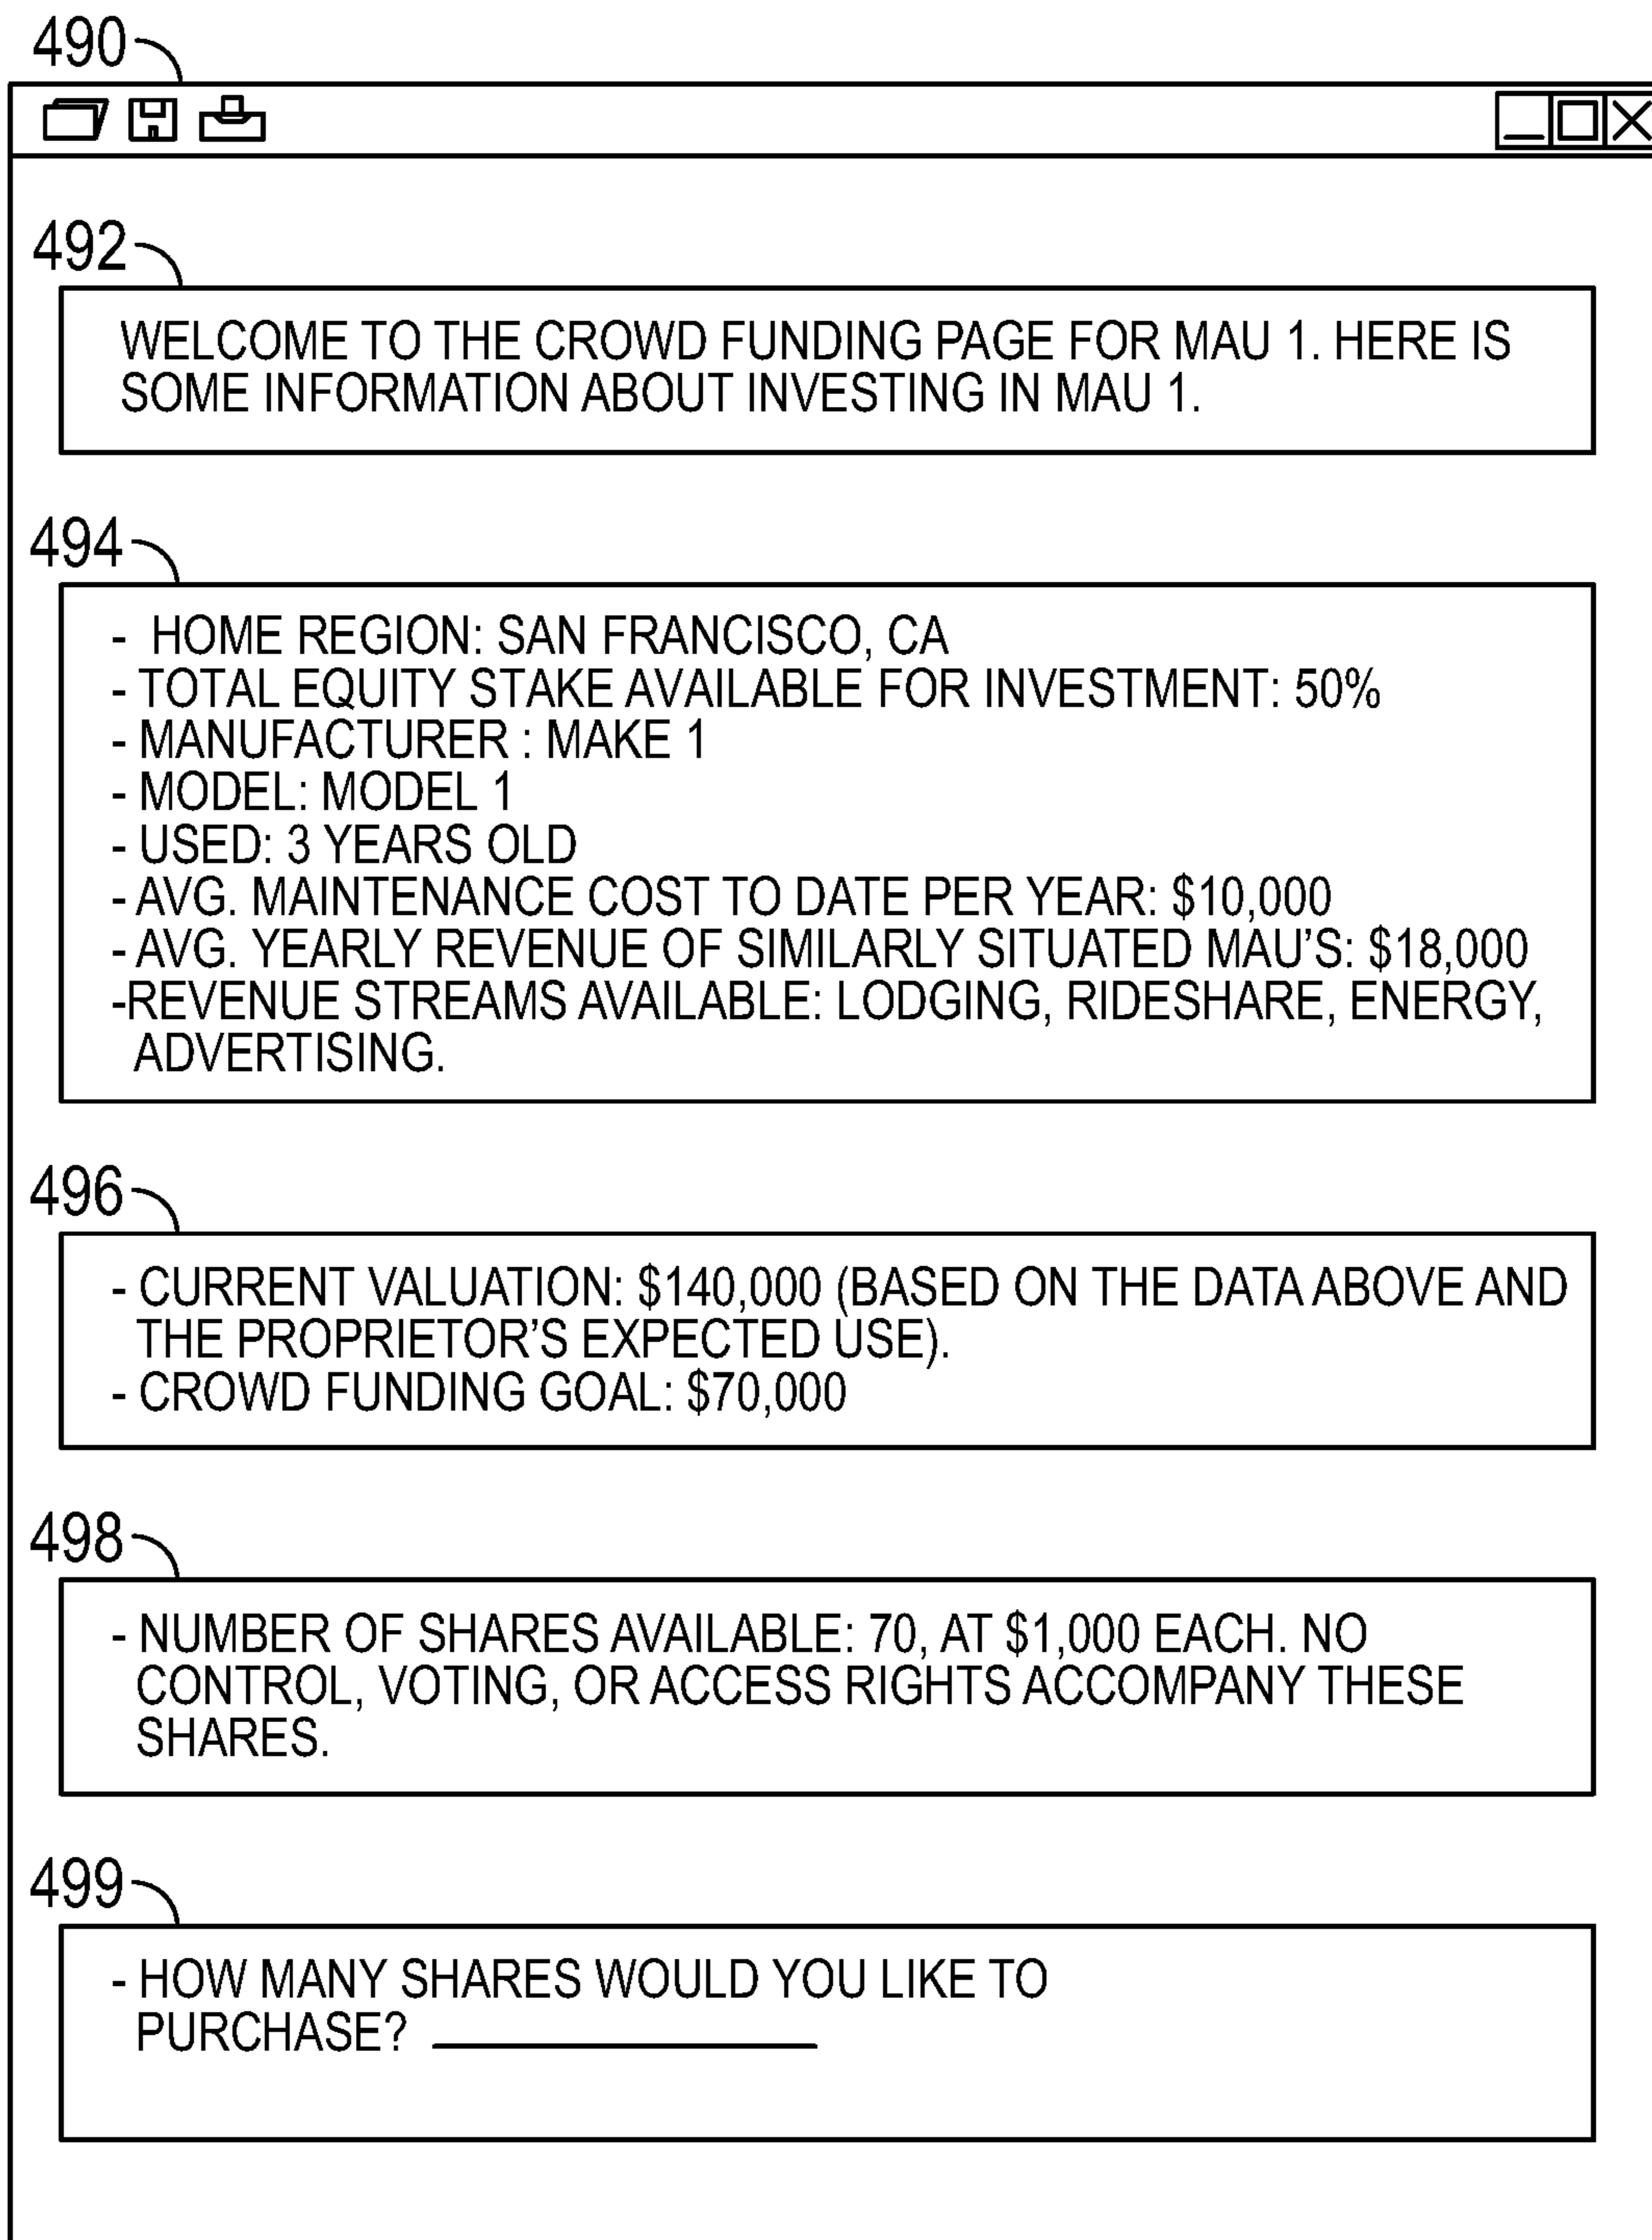 490
492
WELCOME TO THE CROWD FUNDING PAGE FOR MAU 1. HERE IS
SOME INFORMATION ABOUT INVESTING IN MAU 1.
494
- HOME REGION: SAN FRANCISCO, CA
- TOTAL EQUITY STAKE AVAILABLE FOR INVESTMENT: 50%
- MANUFACTURER : MAKE 1
- MODEL: MODEL 1
- USED: 3 YEARS OLD
- AVG. MAINTENANCE COST TO DATE PER YEAR: $10,000
- AVG. YEARLY REVENUE OF SIMILARLY SITUATED MAU'S: $18,000
-REVENUE STREAMS AVAILABLE: LODGING, RIDESHARE, ENERGY,
ADVERTISING.
496
- CURRENT VALUATION: $140,000 (BASED ON THE DATA ABOVE AND
THE PROPRIETOR'S EXPECTED USE).
- CROWD FUNDING GOAL: $70,000
498
- NUMBER OF SHARES AVAILABLE: 70, AT $1,000 EACH. NO
CONTROL, VOTING, OR ACCESS RIGHTS ACCOMPANY THESE
SHARES.
499
- HOW MANY SHARES WOULD YOU LIKE TO
PURCHASE?